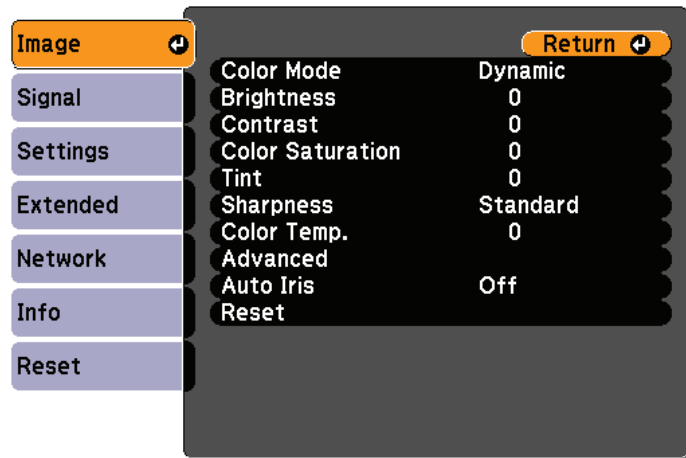 Image
Signal
Settings
Extended
Network
Info
Reset
Return
Color Mode Dynamic
Brightness 0
Contrast 0
Color Saturation 0
Tint 0
Sharpness Standard
Color Temp. 0
Advanced
Auto Iris Off
Reset